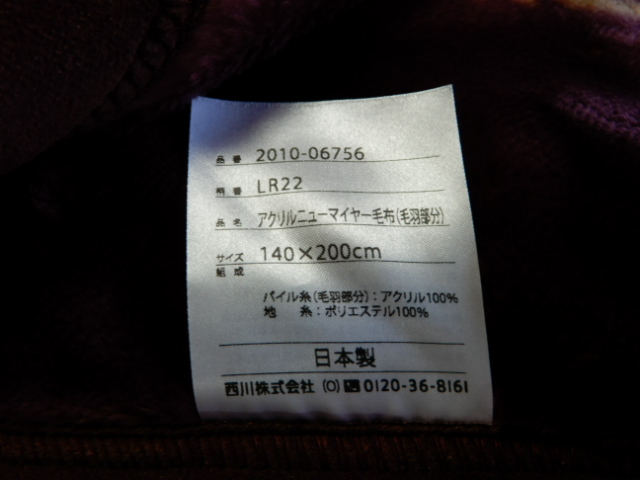 品番 2010-06756
柄番 LR22
品名 アクリルニューマイヤー毛布(毛羽部分)
サイズ 140×200cm
組成
パイル糸(毛羽部分):アクリル100%
地 糸:ポリエステル100%
日本製
西川株式会社 (O) 0120-36-8161